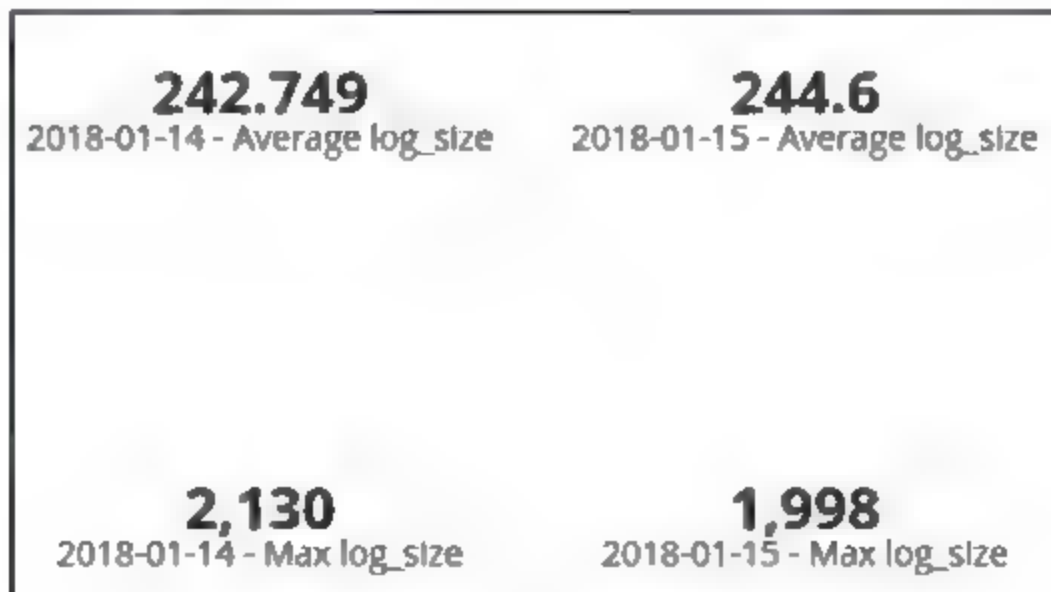 242.749 244.6
2018-01-14 - Average log_size 2018-01-15 - Average log_size
2,130 1,998
2018-01-14 - Max log_size 2018-01-15 - Max log_size